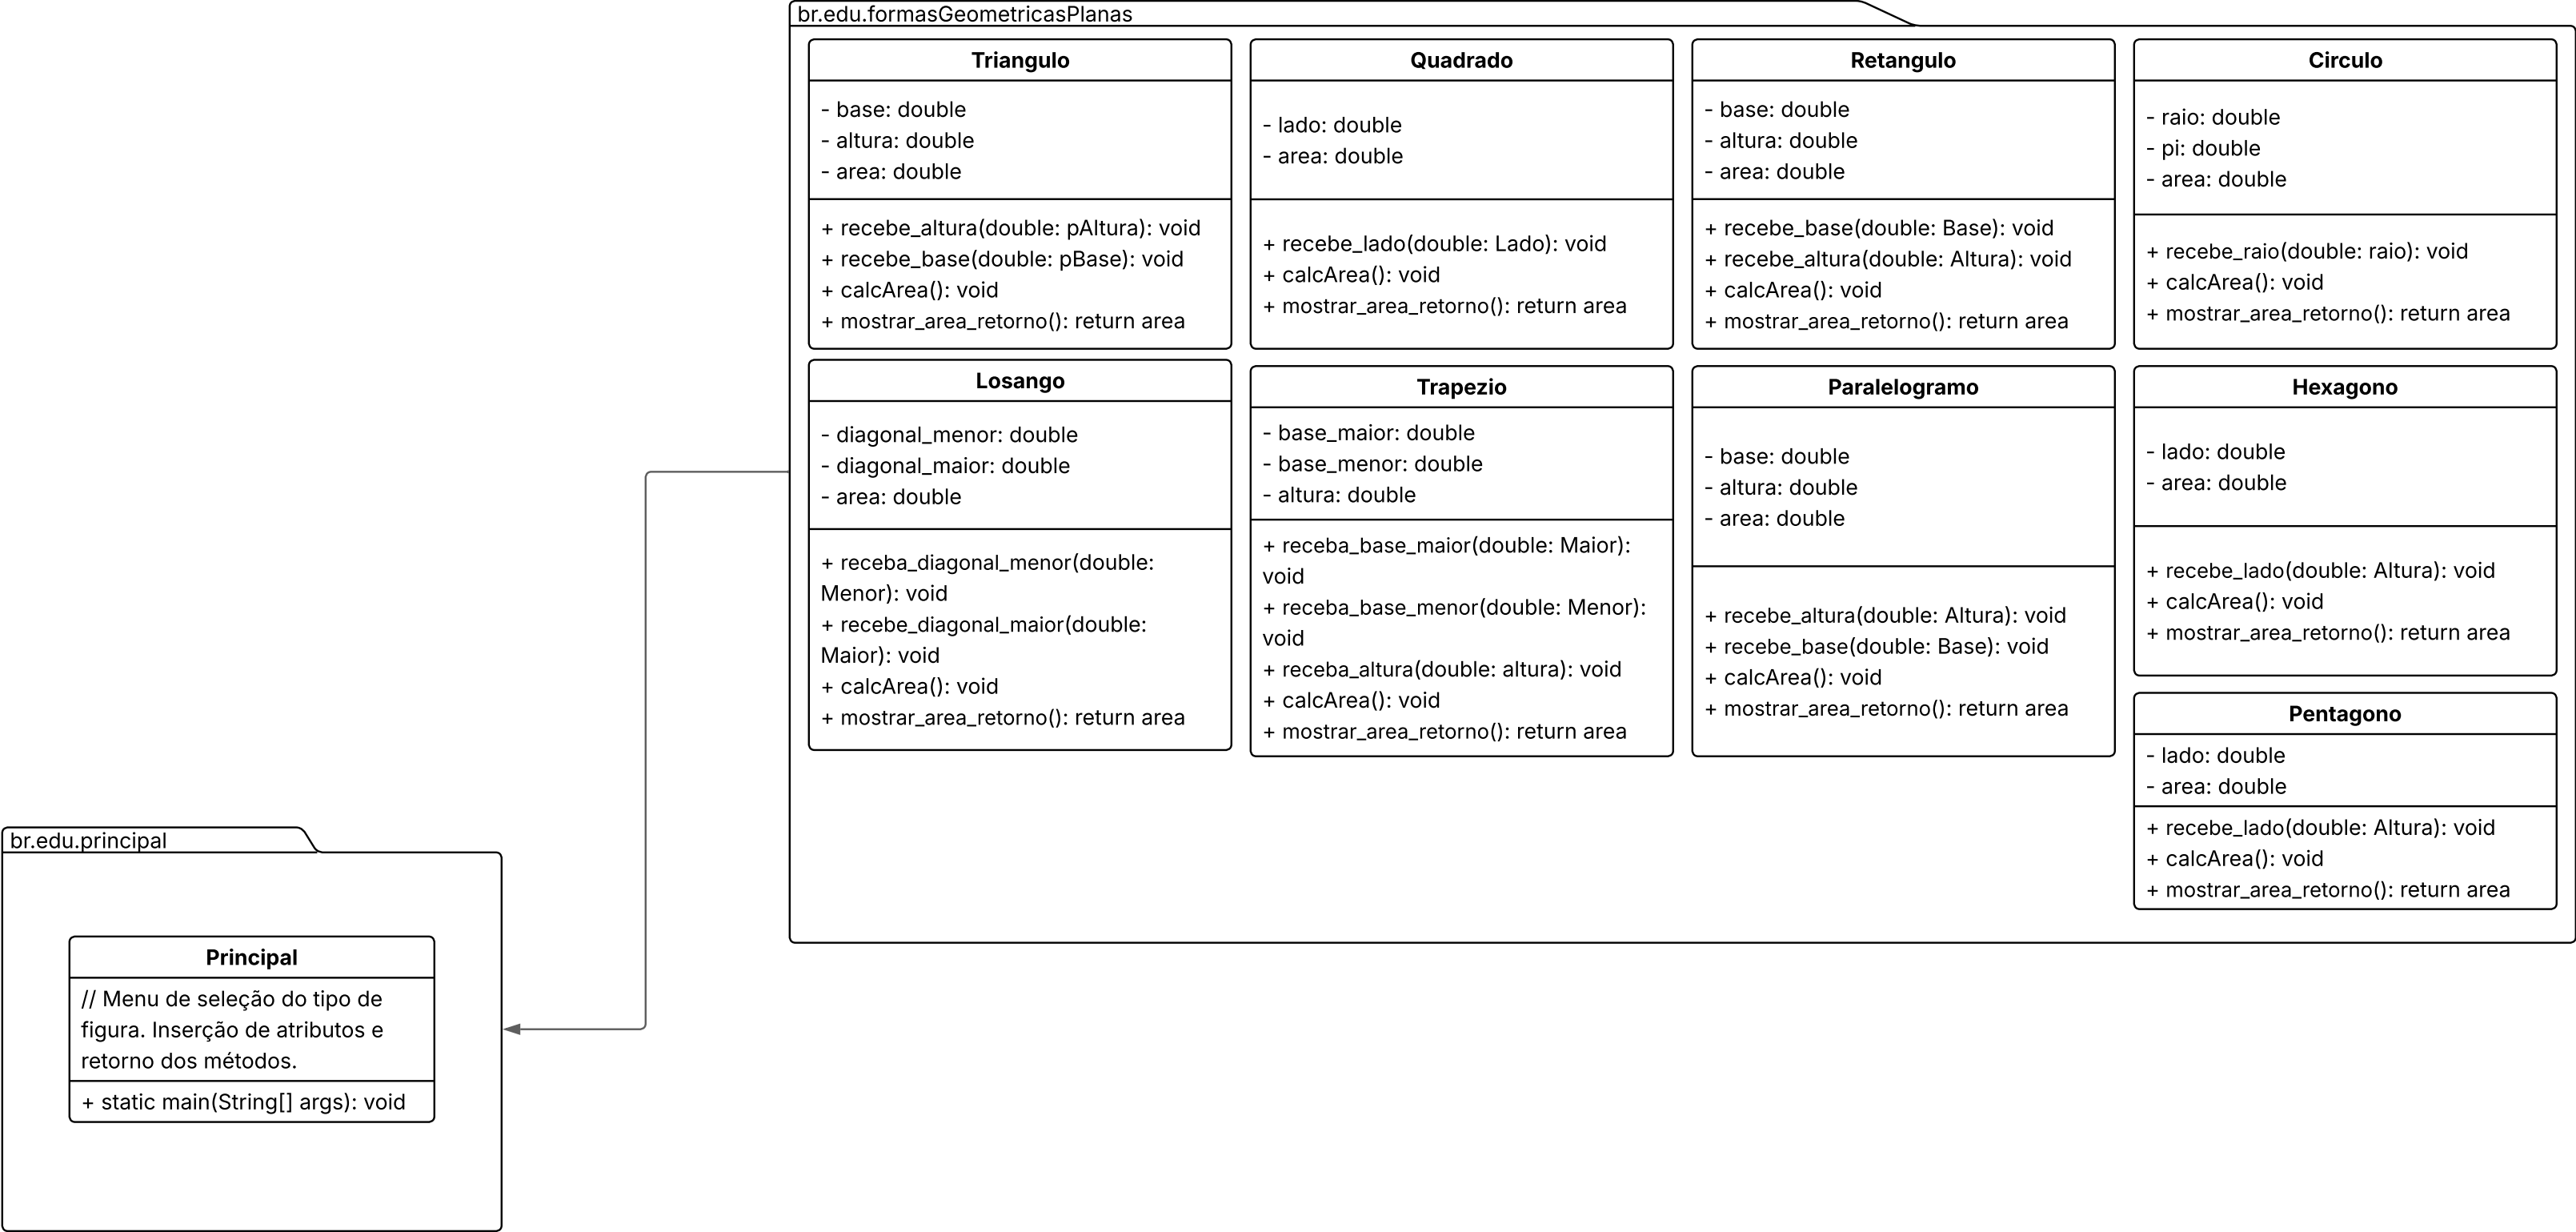 br.edu.formasGeometricasPlanas
Triangulo
- base: double
- altura: double
- area: double
+ recebe_altura(double: pAltura): void
+ recebe_base(double: pBase): void
+ calcArea(): void
+ mostrar_area_retorno(): return area
Quadrado
- lado: double
- area: double
+ recebe_lado(double: Lado): void
+ calcArea(): void
+ mostrar_area_retorno(): return area
Retangulo
- base: double
- altura: double
- area: double
+ recebe_base(double: Base): void
+ recebe_altura(double: Altura): void
+ calcArea(): void
+ mostrar_area_retorno(): return area
Circulo
- raio: double
- pi: double
- area: double
+ recebe_raio(double: raio): void
+ calcArea(): void
+ mostrar_area_retorno(): return area
Losango
- diagonal_menor: double
- diagonal_maior: double
- area: double
+ receba_diagonal_menor(double:
Menor): void
+ recebe_diagonal_maior(double:
Maior): void
+ calcArea(): void
+ mostrar_area_retorno(): return area
Trapezio
- base_maior: double
- base_menor: double
- altura: double
+ receba_base_maior(double: Maior):
void
+ receba_base_menor(double: Menor):
void
+ receba_altura(double: altura): void
+ calcArea(): void
+ mostrar_area_retorno(): return area
Paralelogramo
- base: double
- altura: double
- area: double
+ recebe_altura(double: Altura): void
+ recebe_base(double: Base): void
+ calcArea(): void
+ mostrar_area_retorno(): return area
Hexagono
- lado: double
- area: double
+ recebe_lado(double: Altura): void
+ calcArea(): void
+ mostrar_area_retorno(): return area
Pentagono
- lado: double
- area: double
+ recebe_lado(double: Altura): void
+ calcArea(): void
+ mostrar_area_retorno(): return area
br.edu.principal
Principal
// Menu de seleção do tipo de
figura. Inserção de atributos e
retorno dos métodos.
+ static main(String[] args): void